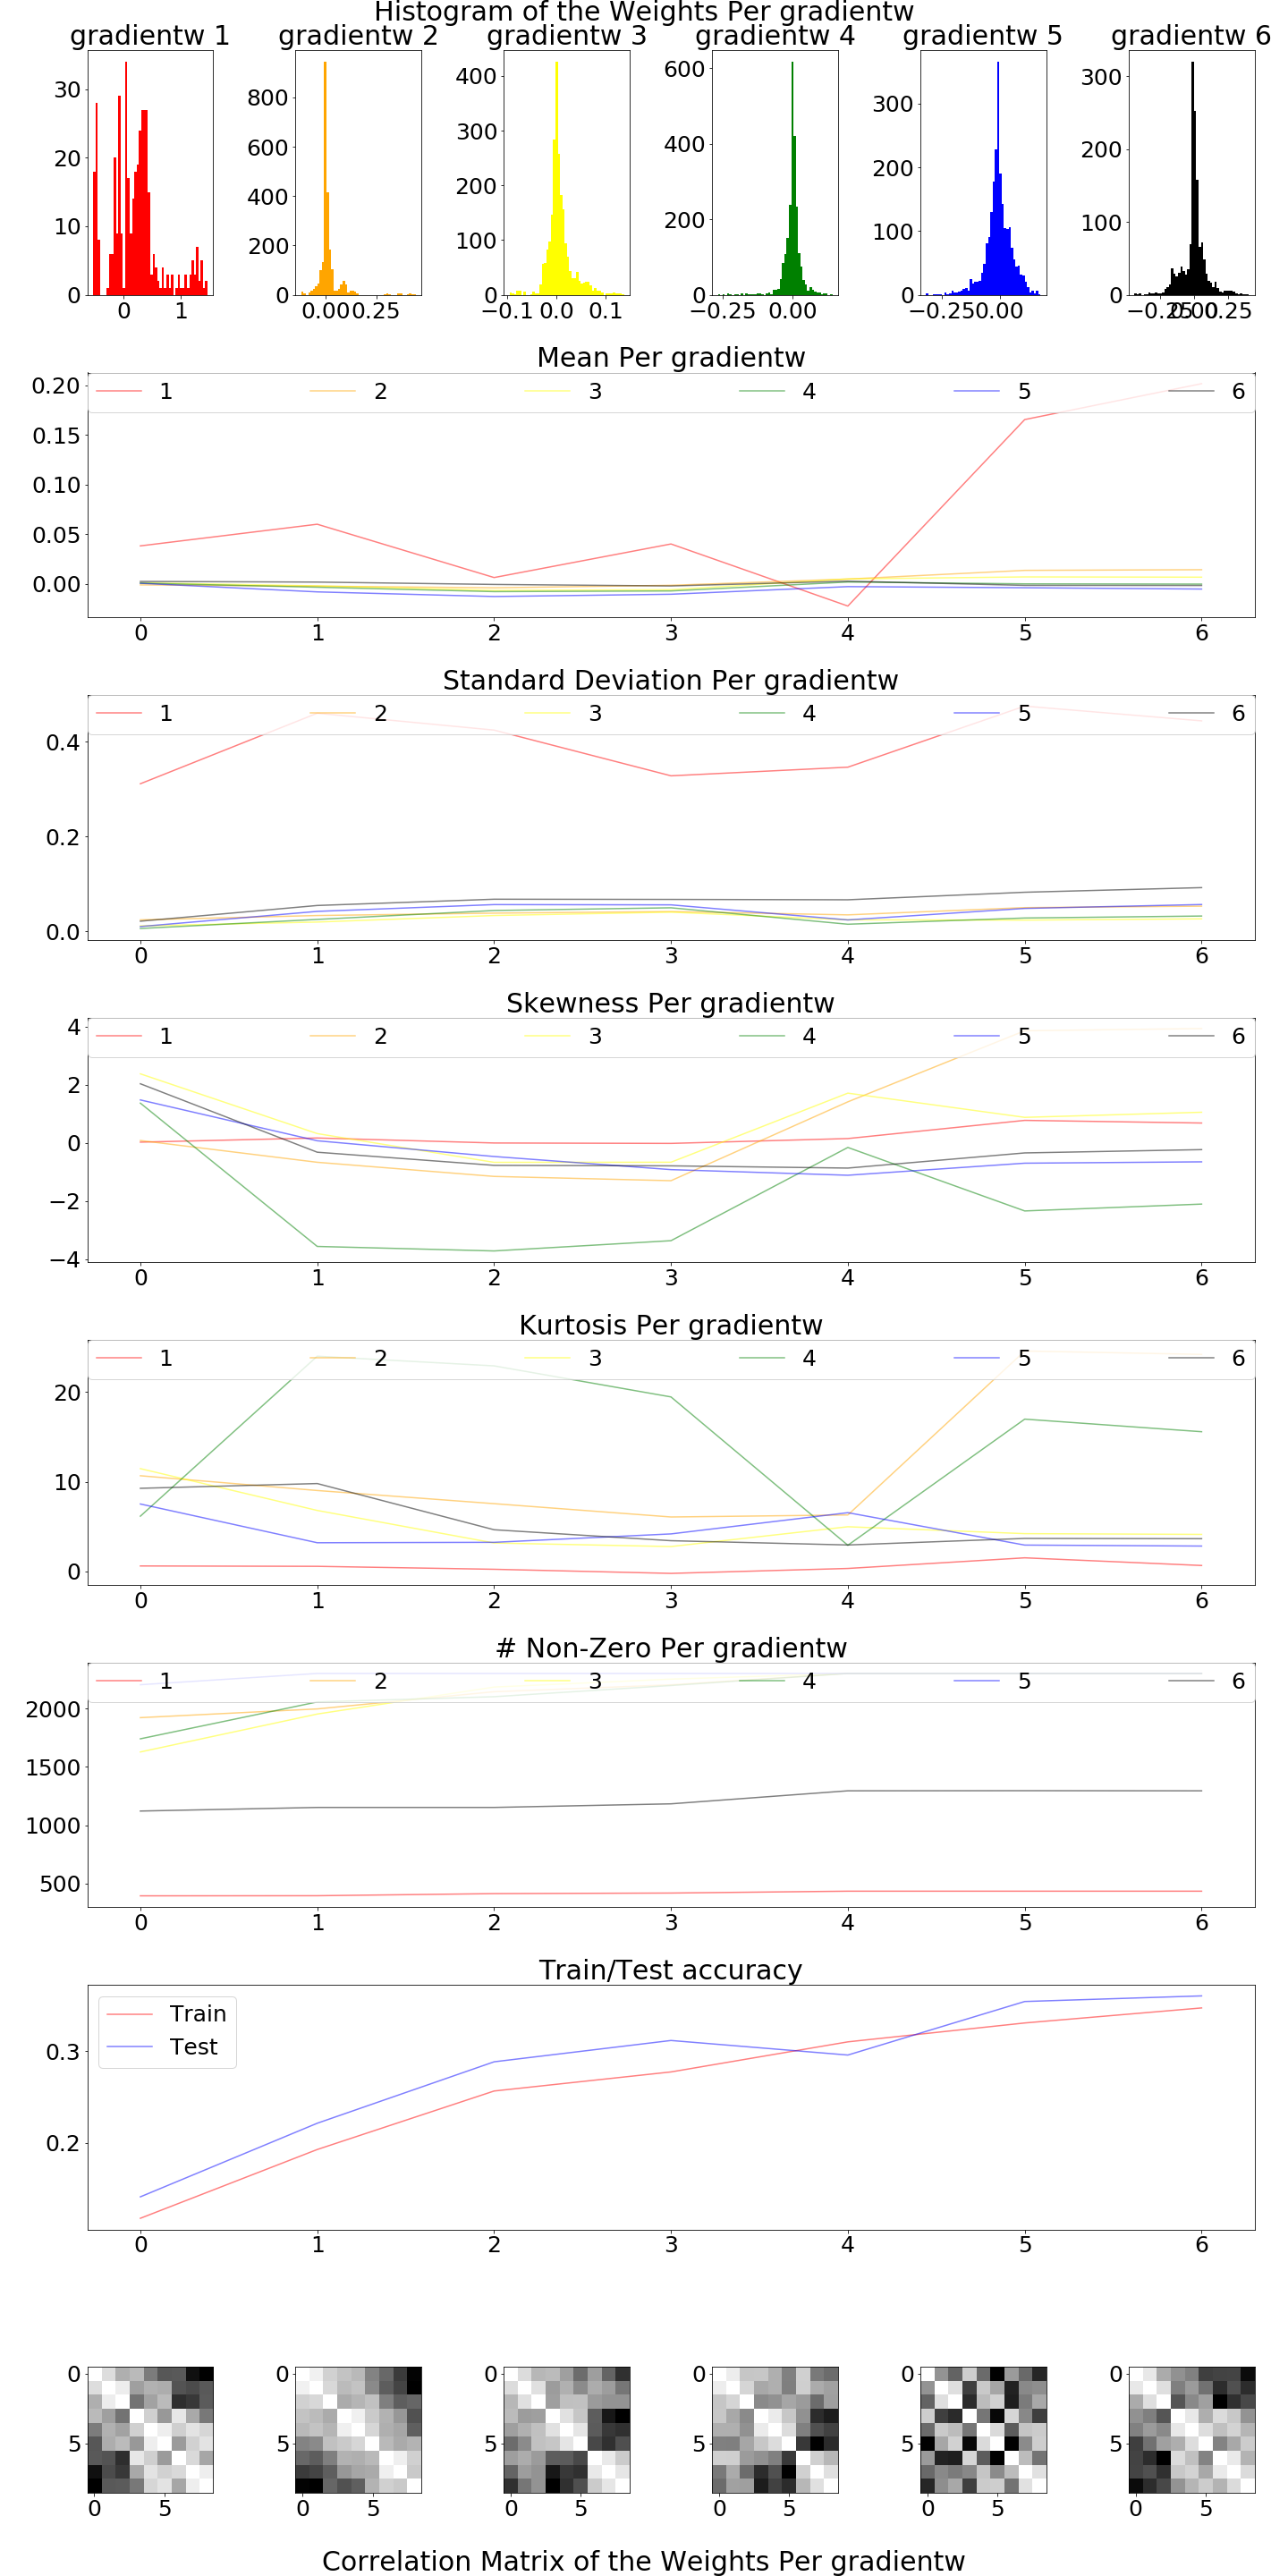 Histogram of the Weights Per gradientw
gradientw 1 gradientw 2 gradientw 3 gradientw 4 gradientw 5 gradientw 6
30
20
10
0
0 1
800
600
400
200
0
0.00 0.25
400
300
200
100
0
−0.1 0.0 0.1
600
400
200
0
−0.25 0.00
300
200
100
0
−0.25 0.00
300
200
100
0
−0.25 0.00 0.25
Mean Per gradientw
1 2 3 4 5 6
0.20
0.15
0.10
0.05
0.00
0 1 2 3 4 5 6
Standard Deviation Per gradientw
1 2 3 4 5 6
0.4
0.2
0.0
0 1 2 3 4 5 6
Skewness Per gradientw
1 2 3 4 5 6
4
2
0
−2
−4
0 1 2 3 4 5 6
Kurtosis Per gradientw
1 2 3 4 5 6
20
10
0
0 1 2 3 4 5 6
# Non-Zero Per gradientw
1 2 3 4 5 6
2000
1500
1000
500
0 1 2 3 4 5 6
Train/Test accuracy
Train
Test
0.3
0.2
0 1 2 3 4 5 6
0
5
0 5
0
5
0 5
0
5
0 5
0
5
0 5
0
5
0 5
0
5
0 5
Correlation Matrix of the Weights Per gradientw